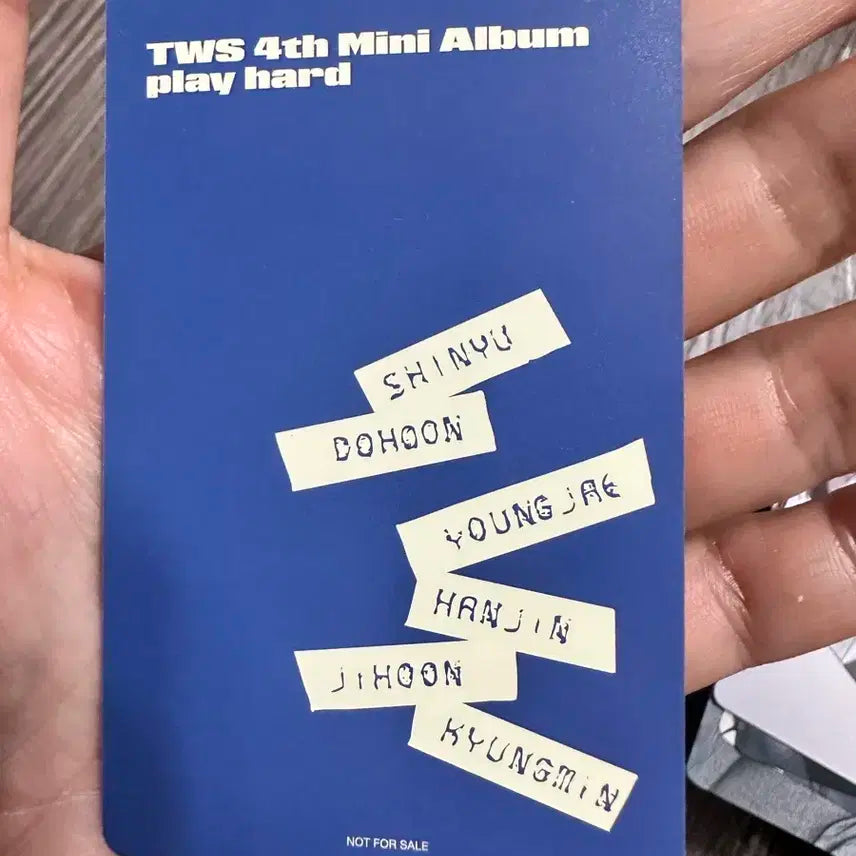 TWS 4th Mini Album
play hard
SHINYU
DOHOON
YOUNGJAE
HANJIN
JIHOON
KYUNGMIN
NOT FOR SALE